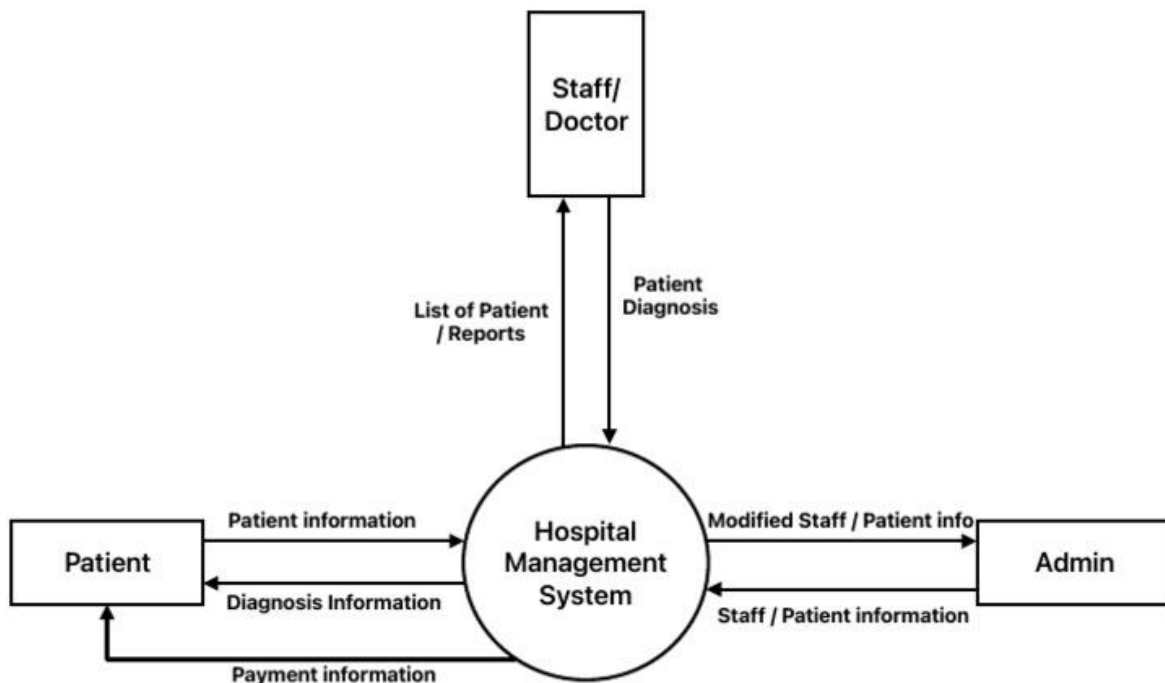 Staff/
Doctor
List of Patient
/ Reports
Patient
Diagnosis
Patient information
Patient
Diagnosis Information
Payment information
Hospital
Management
System
Modified Staff / Patient info
Admin
Staff / Patient information